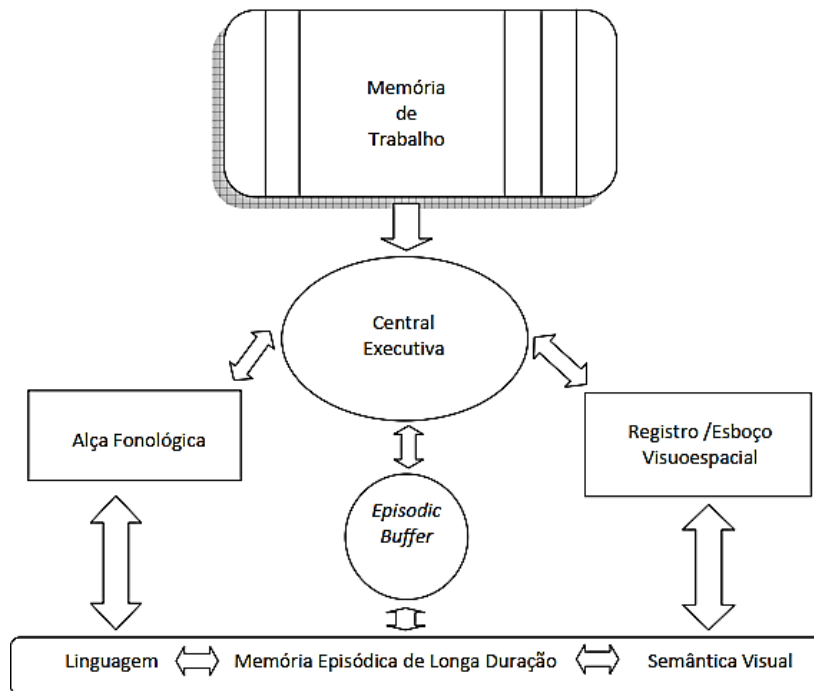 Memória
de
Trabalho
Central
Executiva
Alça Fonológica
Registro /Esboço
Visuoespacial
Episodic
Buffer
Linguagem Memória Episódica de Longa Duração Semântica Visual